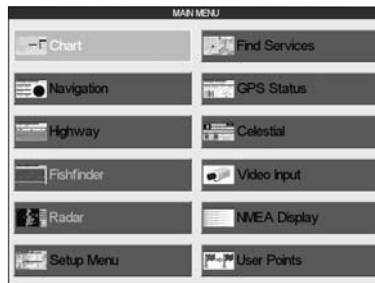 MAIN MENU
Chart
Find Services
Navigation
GPS Status
Highway
Celestial
Fishfinder
Video Input
Radar
NMEA Display
Setup Menu
User Points